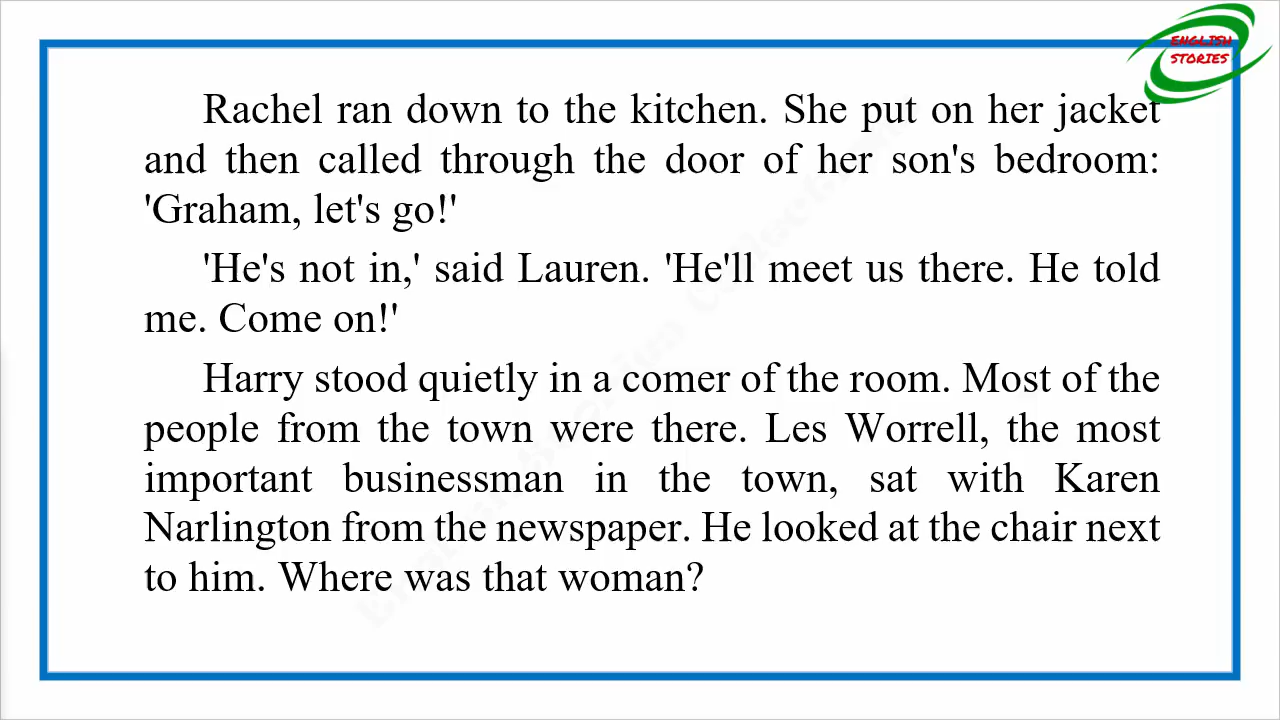 ENGLISH
STORIES
Rachel ran down to the kitchen. She put on her jacket
and then called through the door of her son's bedroom:
'Graham, let's go!'
'He's not in,' said Lauren. 'He'll meet us there. He told
me. Come on!'
Harry stood quietly in a comer of the room. Most of the
people from the town were there. Les Worrell, the most
important businessman in the town, sat with Karen
Narlington from the newspaper. He looked at the chair next
to him. Where was that woman?